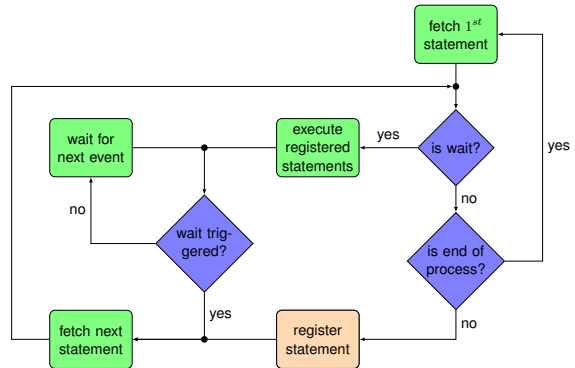 fetch 1st
statement
wait for
next event
execute
registered
statements
yes
is wait?
yes
no
no
wait trig-
gered?
is end of
process?
yes
no
fetch next
statement
register
statement